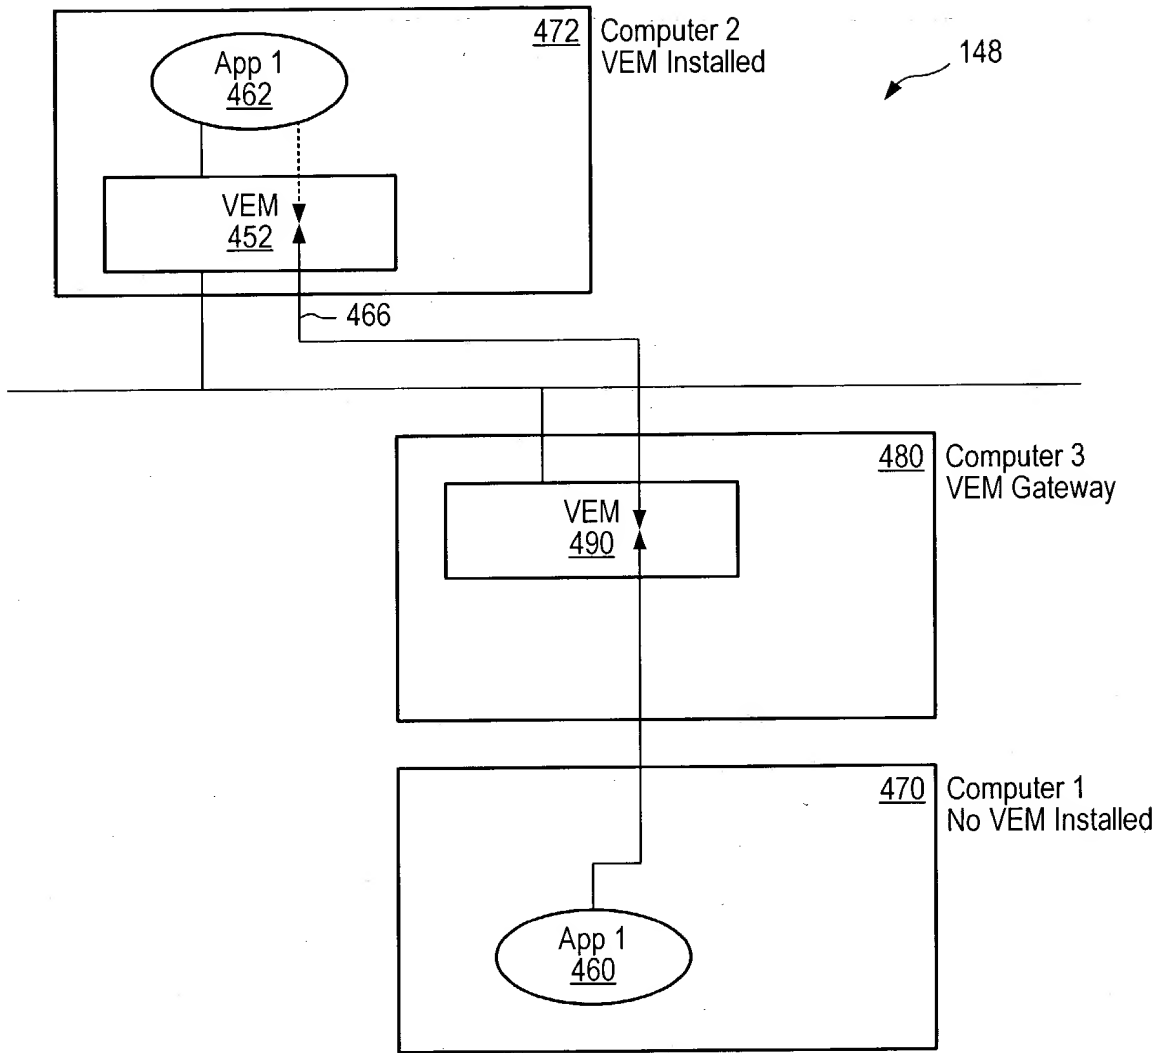 472 Computer 2
VEM Installed
148
App 1
462
VEM
452
466
480 Computer 3
VEM Gateway
VEM
490
470 Computer 1
No VEM Installed
App 1
460